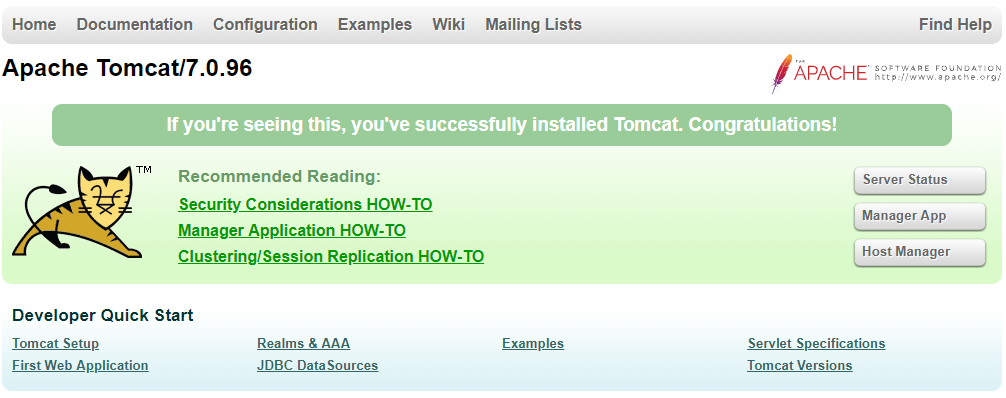 Home Documentation Configuration Examples Wiki Mailing Lists Find Help
Apache Tomcat/7.0.96
THE APACHE® SOFTWARE FOUNDATION
http://www.apache.org/
If you're seeing this, you've successfully installed Tomcat. Congratulations!
TM
Recommended Reading:
Security Considerations HOW-TO
Manager Application HOW-TO
Clustering/Session Replication HOW-TO
Server Status
Manager App
Host Manager
Developer Quick Start
Tomcat Setup Realms & AAA Examples Servlet Specifications
First Web Application JDBC DataSources Tomcat Versions